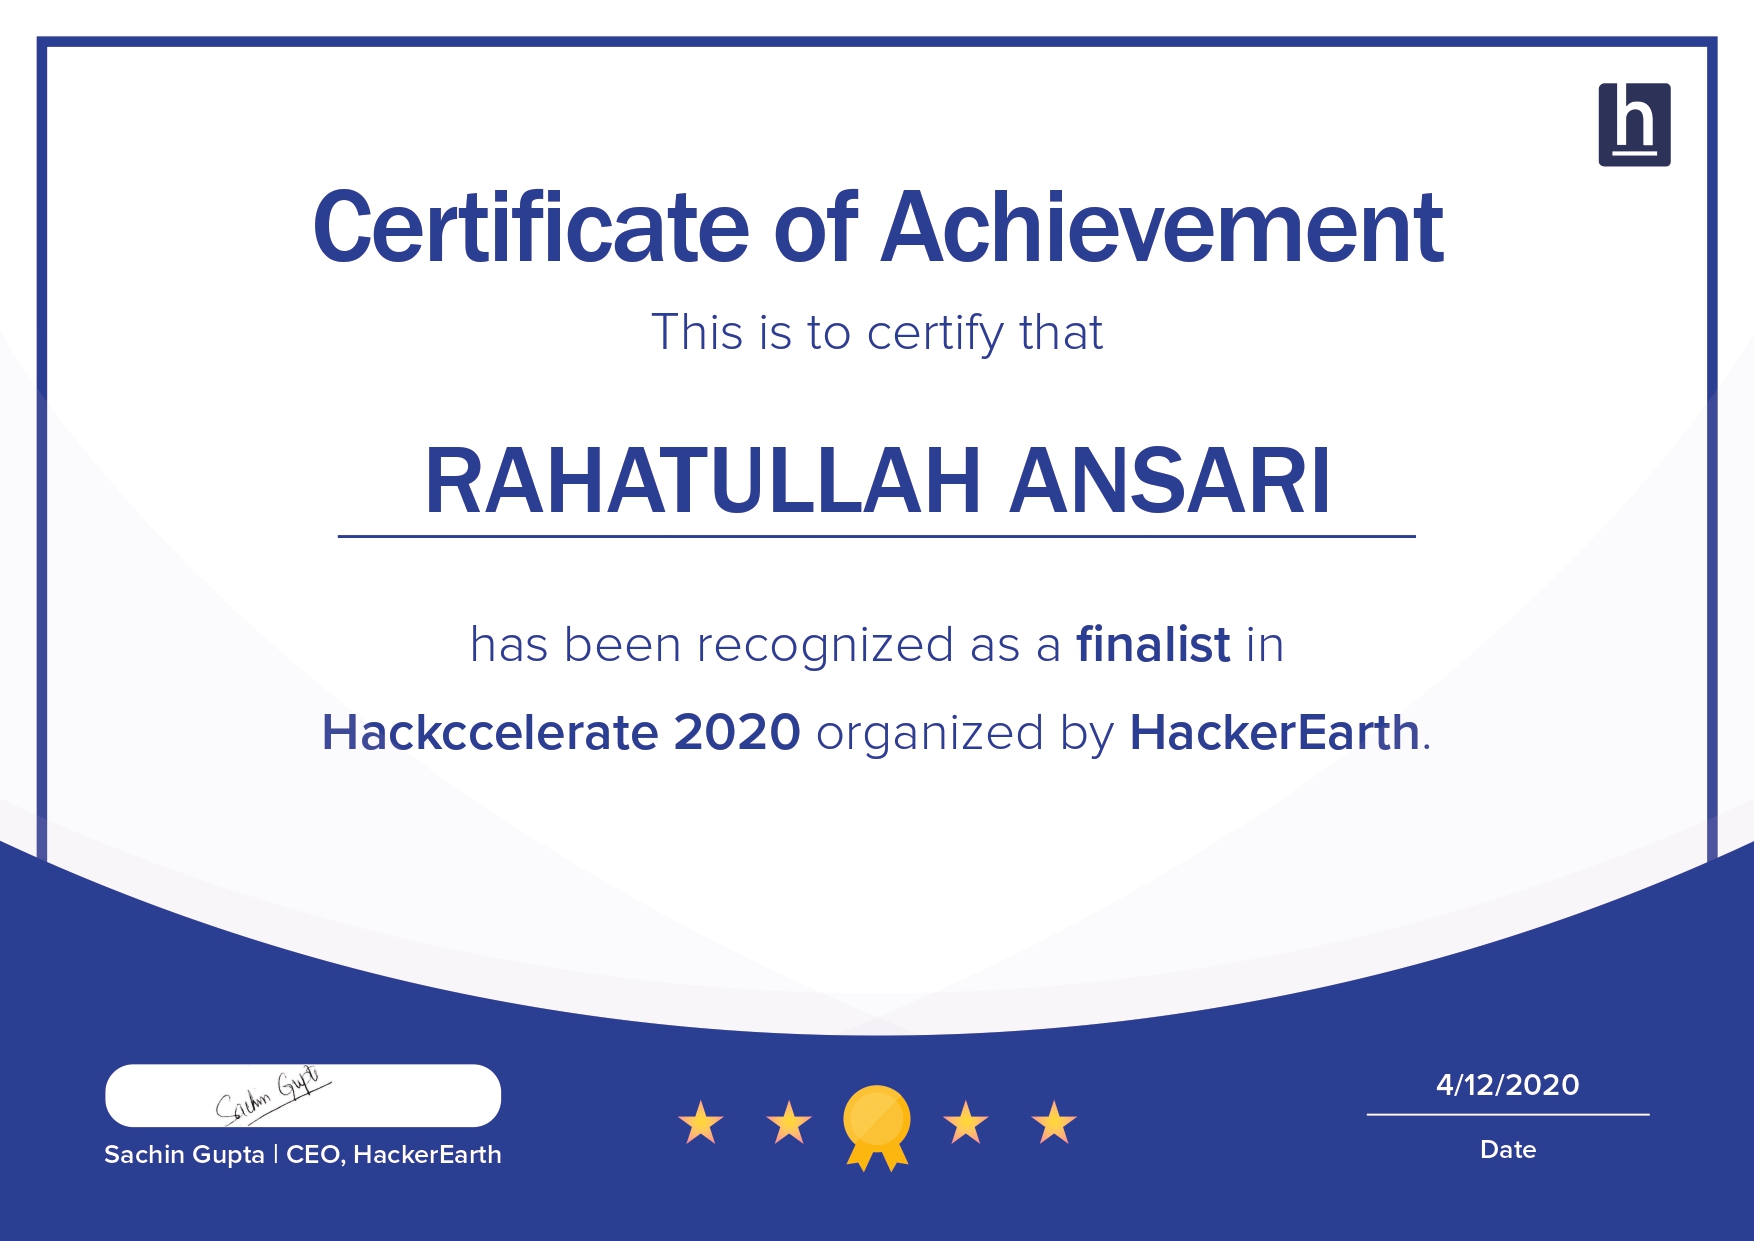 h
Certificate of Achievement
This is to certify that
RAHATULLAH ANSARI
has been recognized as a finalist in
Hackccelerate 2020 organized by HackerEarth.
Sachin Gupta
Sachin Gupta | CEO, HackerEarth
4/12/2020
Date